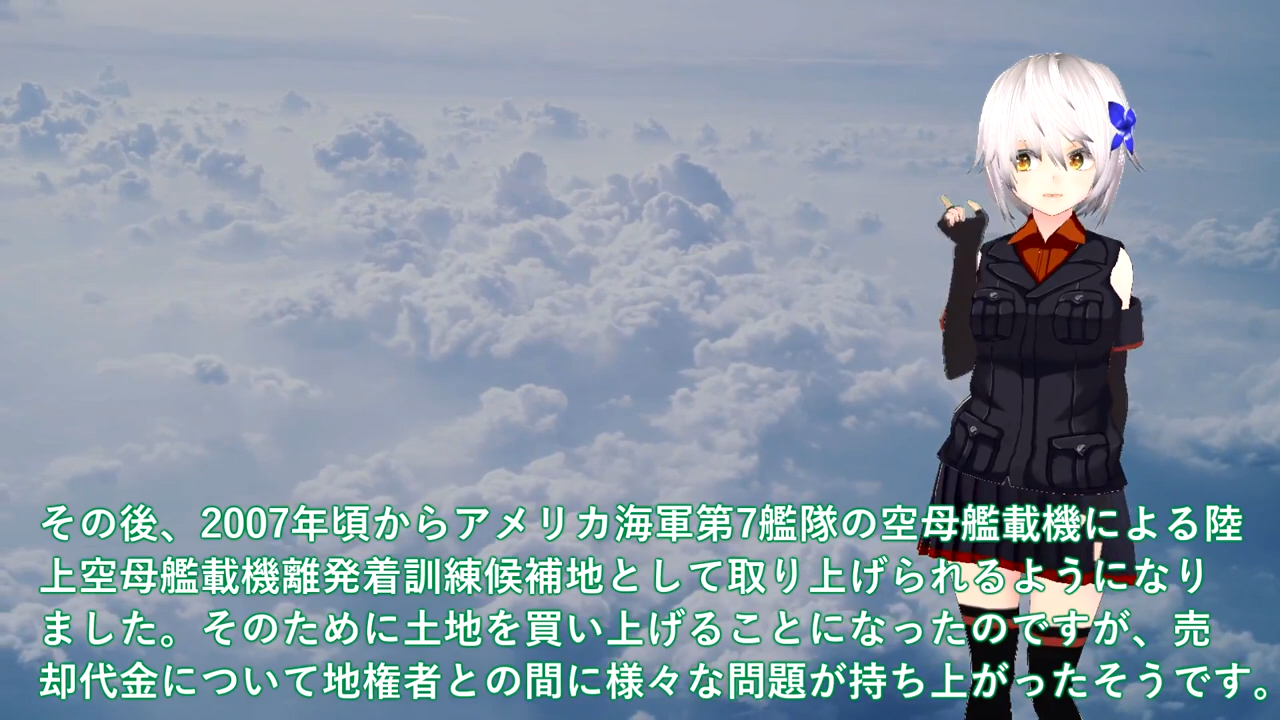 その後、2007年頃からアメリカ海軍第7艦隊の空母艦載機による陸
上空母艦載機離発着訓練候補地として取り上げられるようになり
ました。そのために土地を買い上げることになったのですが、売
却代金について地権者との間に様々な問題が持ち上がったそうです。